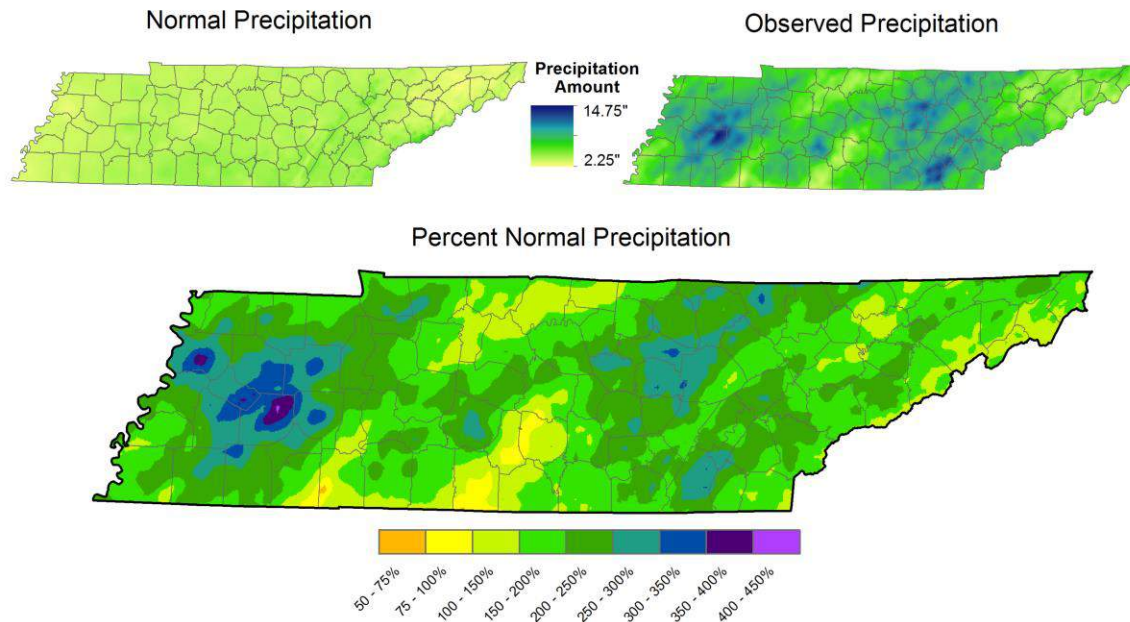 Normal Precipitation
Observed Precipitation
Precipitation
Amount
14.75"
2.25"
Percent Normal Precipitation
50 - 75%
75 - 100%
100 - 150%
150 - 200%
200 - 250%
250 - 300%
300 - 350%
350 - 400%
400 - 450%